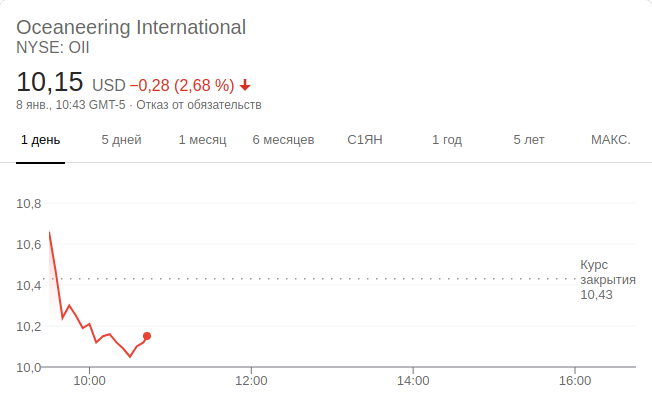 Oceaneering International
NYSE: OII
10,15 USD −0,28 (2,68 %)
8 янв., 10:43 GMT-5 · Отказ от обязательств
1 день 5 дней 1 месяц 6 месяцев С1ЯН 1 год 5 лет МАКС.
10,8
10,6
Курс
закрытия
10,43
10,4
10,2
10,0
10:00 12:00 14:00 16:00